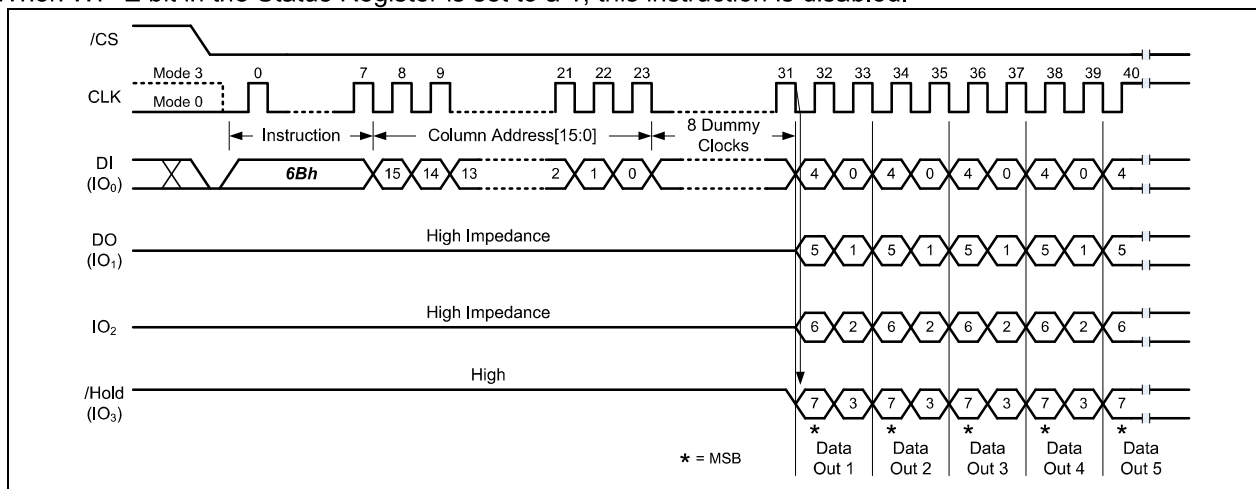 When WP-E bit in the Status Register is set to a 1, this instruction is disabled.
/CS
Mode 3 0 7 8 9 21 22 23 31 32 33 34 35 36 37 38 39 40
CLK
Mode 0
Instruction Column Address[15:0] 8 Dummy
Clocks
DI
(IO₀)
6Bh 15 14 13 2 1 0 4 0 4 0 4 0 4 0 4
DO
(IO₁)
High Impedance 5 1 5 1 5 1 5 1 5
IO₂ High Impedance 6 2 6 2 6 2 6 2 6
/Hold
(IO₃)
High 7 3 7 3 7 3 7 3 7
* * * * *
* = MSB
Data Data Data Data Data
Out 1 Out 2 Out 3 Out 4 Out 5